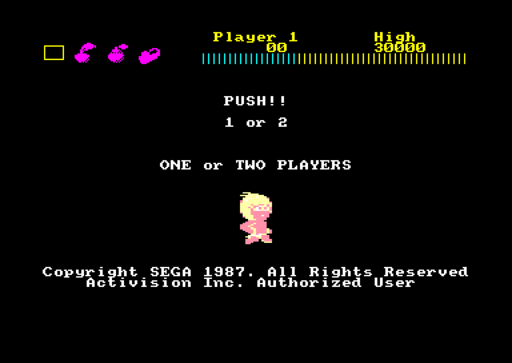 Player 1 High
00 30000
PUSH!!
1 or 2
ONE or TWO PLAYERS
Copyright SEGA 1987. All Rights Reserved
Activision Inc. Authorized User